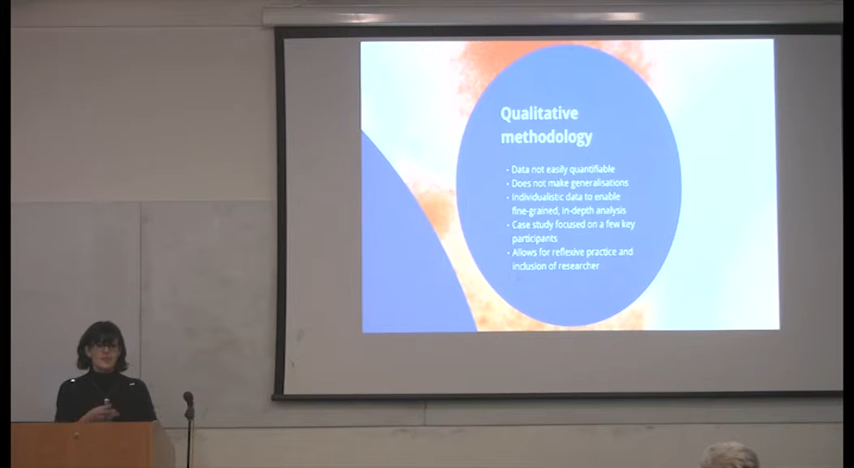 Qualitative
methodology
- Data not easily quantifiable
- Does not make generalisations
- Individualistic data to enable
fine-grained, in-depth analysis
- Case study focused on a few key
participants
- Allows for reflexive practice and
inclusion of researcher